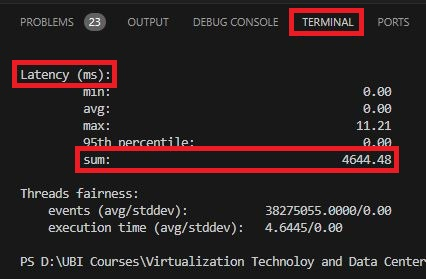 PROBLEMS 23 OUTPUT DEBUG CONSOLE TERMINAL PORTS
Latency (ms):
min: 0.00
avg: 0.00
max: 11.21
95th percentile: 0.00
sum: 4644.48
Threads fairness:
events (avg/stddev): 38275055.0000/0.00
execution time (avg/stddev): 4.6445/0.00
PS D:\UBI Courses\Virtualization Technoloy and Data Center